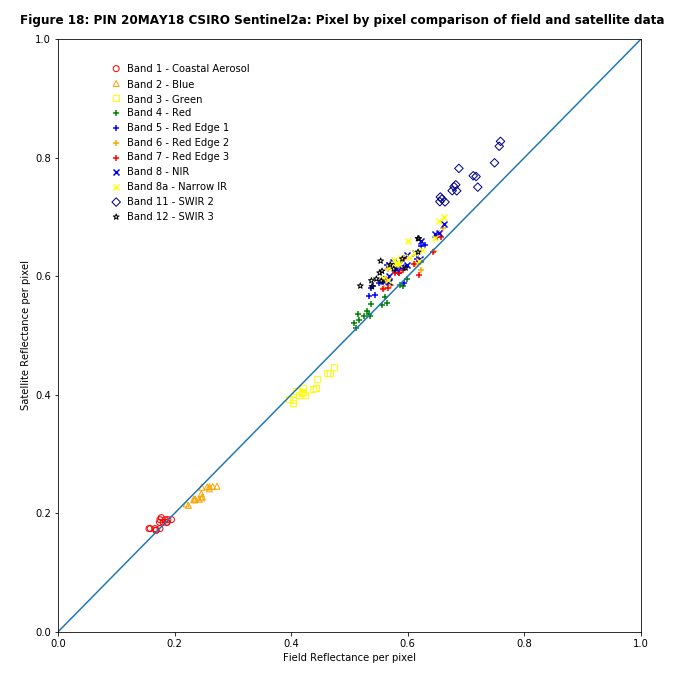 Figure 18: PIN 20MAY18 CSIRO Sentinel2a: Pixel by pixel comparison of field and satellite data
1.0
Band 1 - Coastal Aerosol
Band 2 - Blue
Band 3 - Green
Band 4 - Red
Band 5 - Red Edge 1
Band 6 - Red Edge 2
Band 7 - Red Edge 3
Band 8 - NIR
Band 8a - Narrow IR
Band 11 - SWIR 2
Band 12 - SWIR 3
0.8
0.6
0.4
0.2
0.0
Satellite Reflectance per pixel
0.0 0.2 0.4 0.6 0.8 1.0
Field Reflectance per pixel